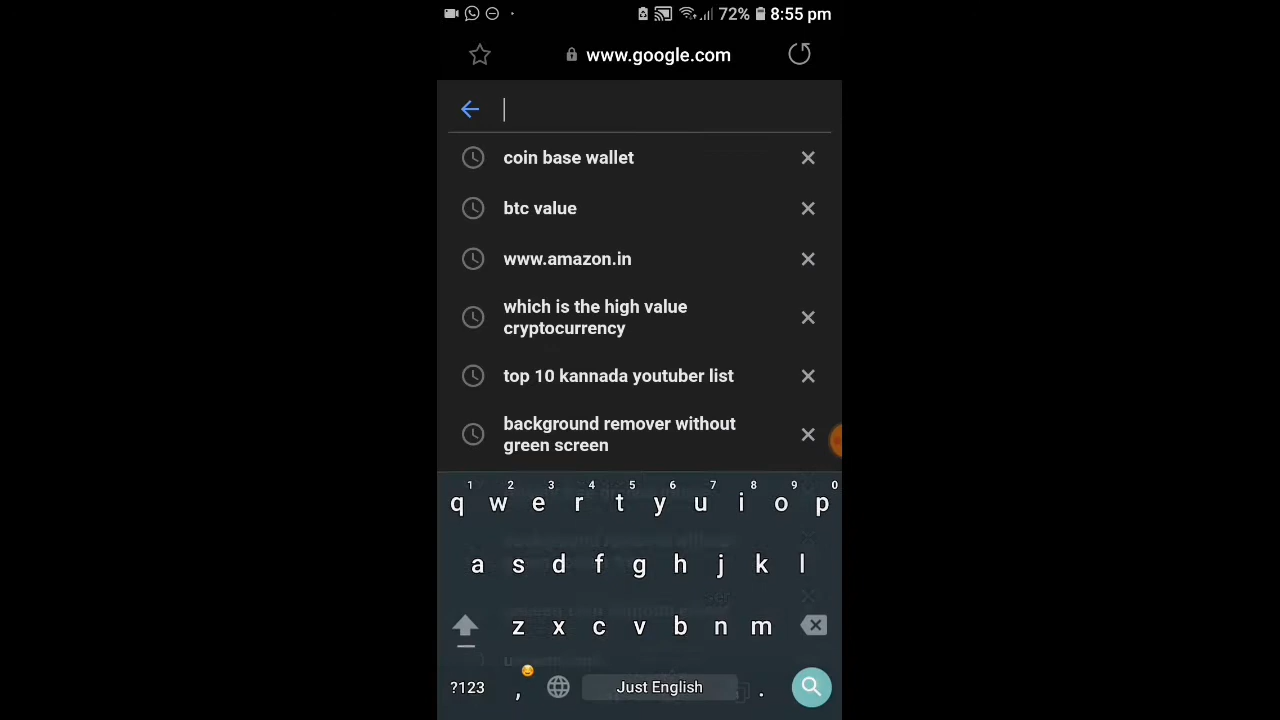 72% 8:55 pm
www.google.com
coin base wallet
btc value
www.amazon.in
which is the high value
cryptocurrency
top 10 kannada youtuber list
background remover without
green screen
1 2 3 4 5 6 7 8 9 0
q w e r t y u i o p
a s d f g h j k l
z x c v b n m
?123 , Just English .